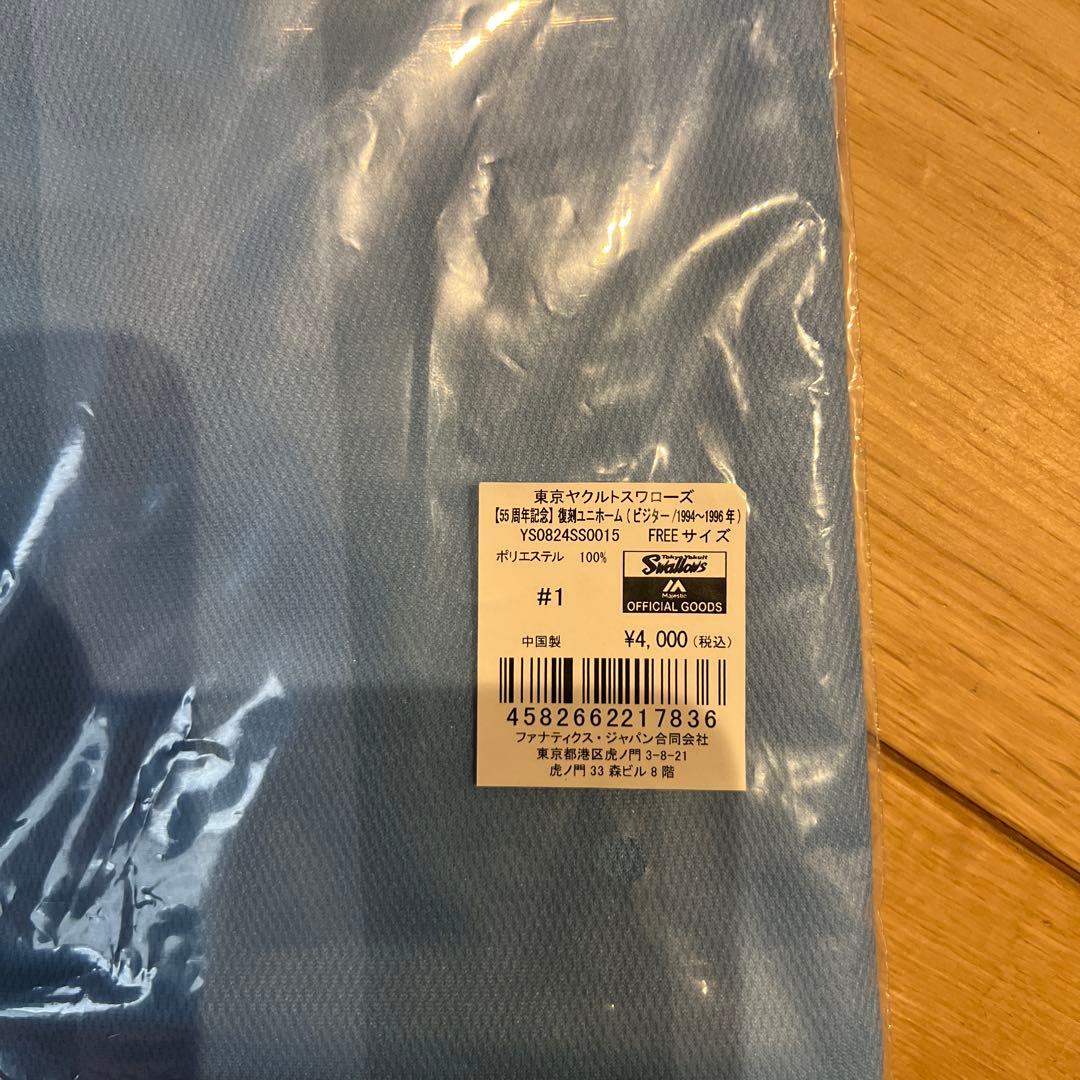 東京ヤクルトスワローズ
【55周年記念】復刻ユニホーム(ビジター/1994～1996年)
YS0824SS0015 FREEサイズ
ポリエステル 100%
Tokyo Yakult
Swallows
Majestic
OFFICIAL GOODS
#1
中国製 ¥4,000(税込)
4582662217836
ファナティクス・ジャパン合同会社
東京都港区虎ノ門3-8-21
虎ノ門33森ビル8階